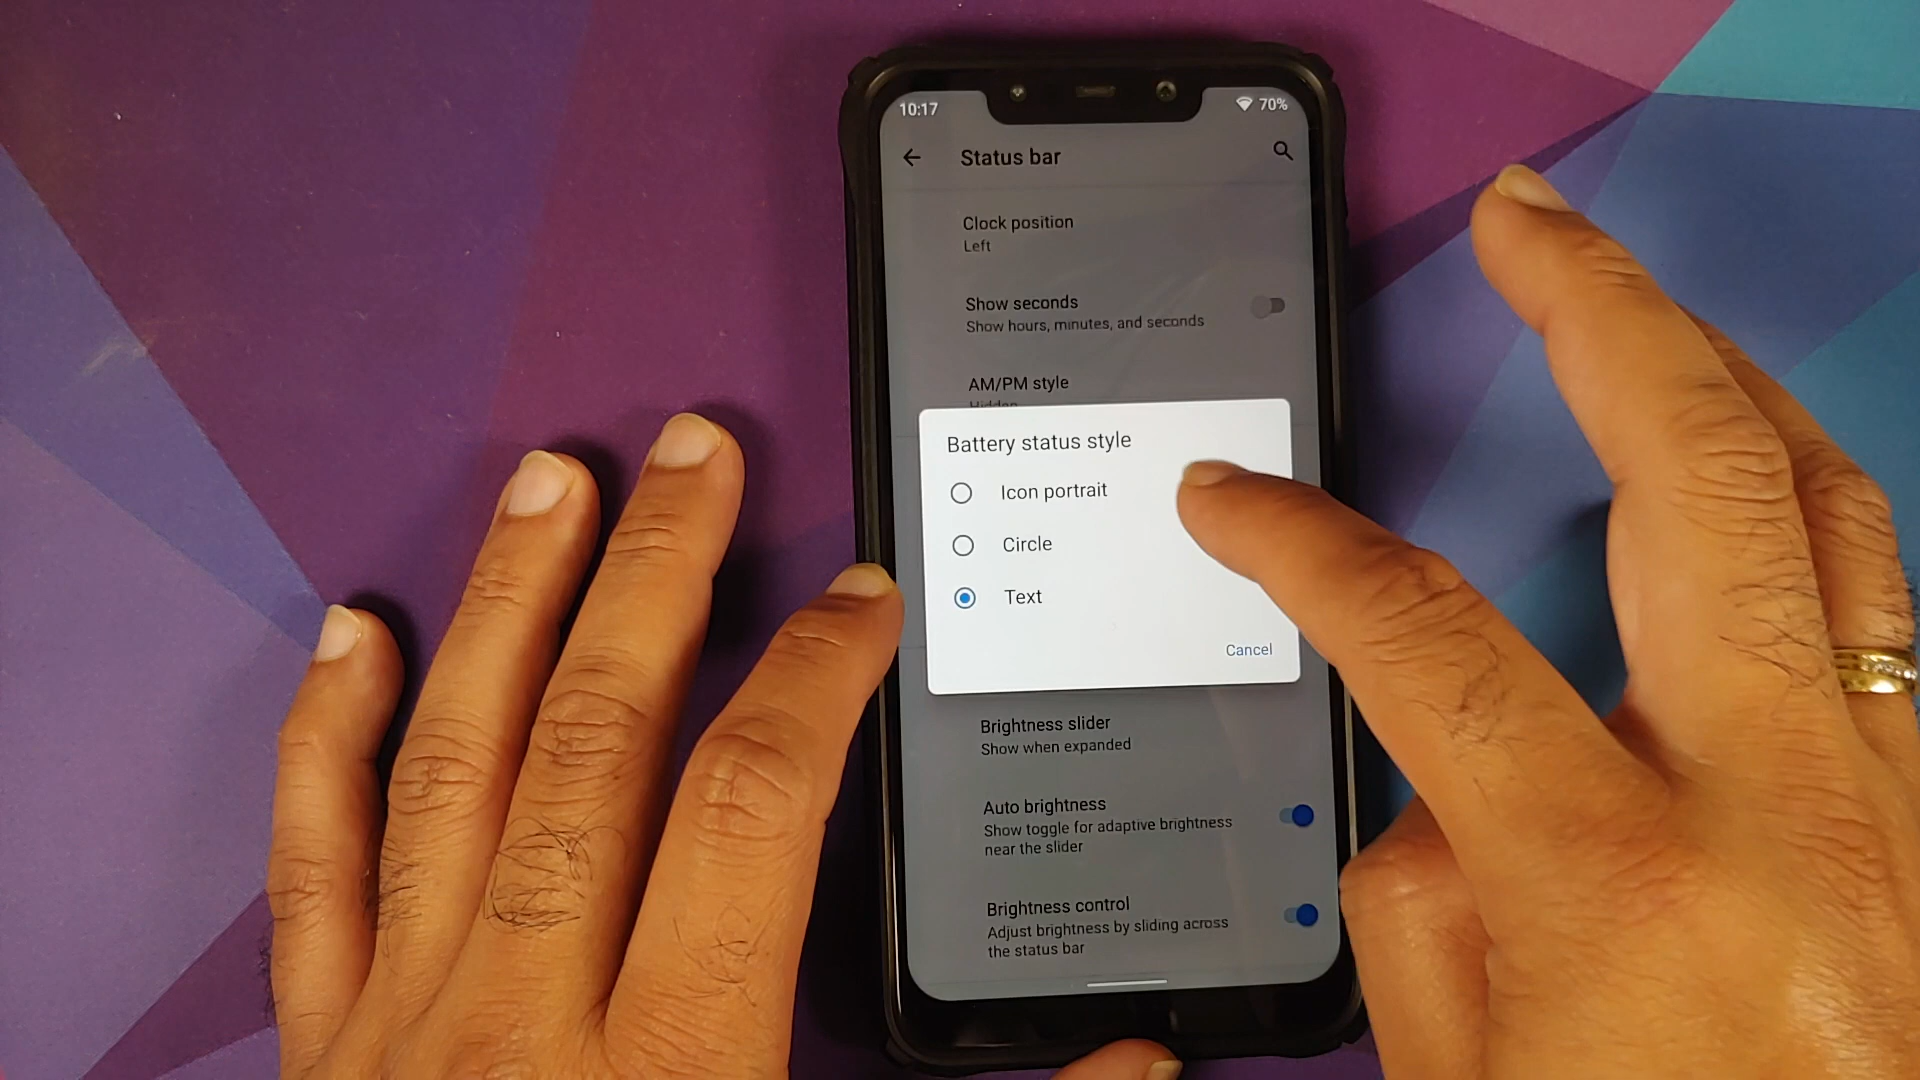 10:17
70%
Status bar
Clock position
Left
Show seconds
Show hours, minutes, and seconds
AM/PM style
Hidden
Battery status style
Icon portrait
Circle
Text
Cancel
Brightness slider
Show when expanded
Auto brightness
Show toggle for adaptive brightness
near the slider
Brightness control
Adjust brightness by sliding across
the status bar